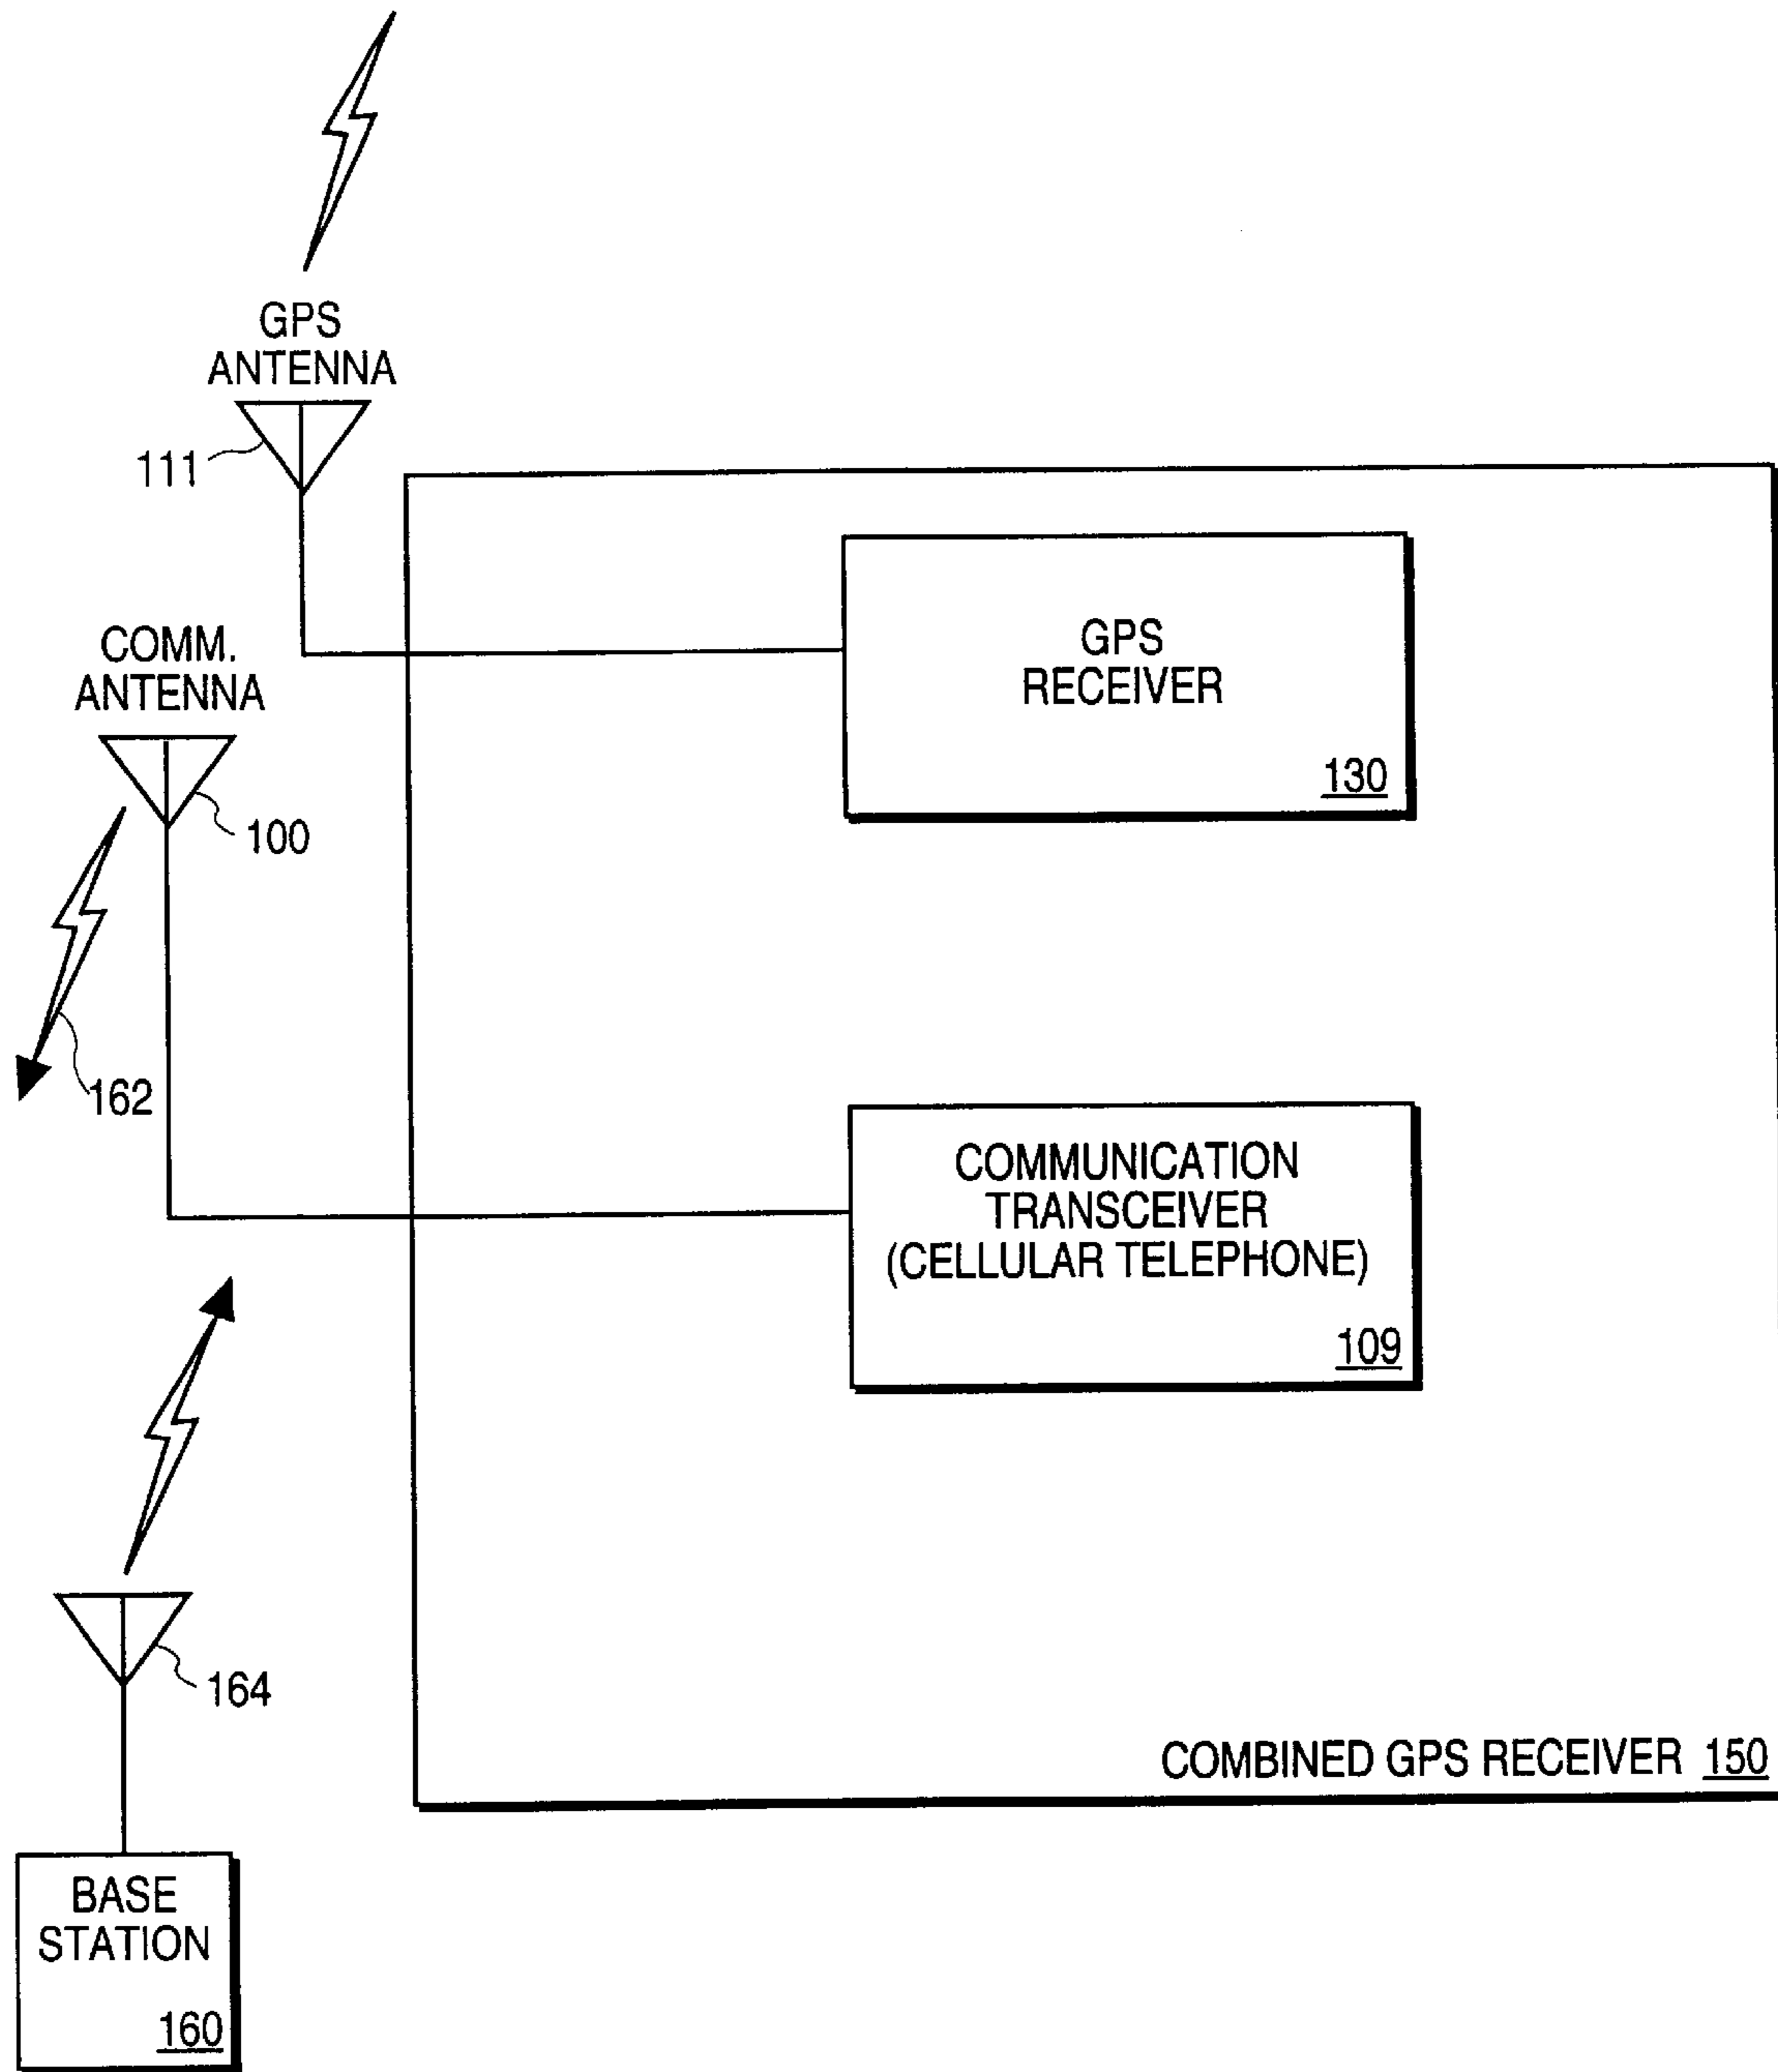 GPS
ANTENNA
111
GPS
RECEIVER
130
COMM.
ANTENNA
100
162
COMMUNICATION
TRANSCEIVER
(CELLULAR TELEPHONE)
109
164
COMBINED GPS RECEIVER 150
BASE
STATION
160